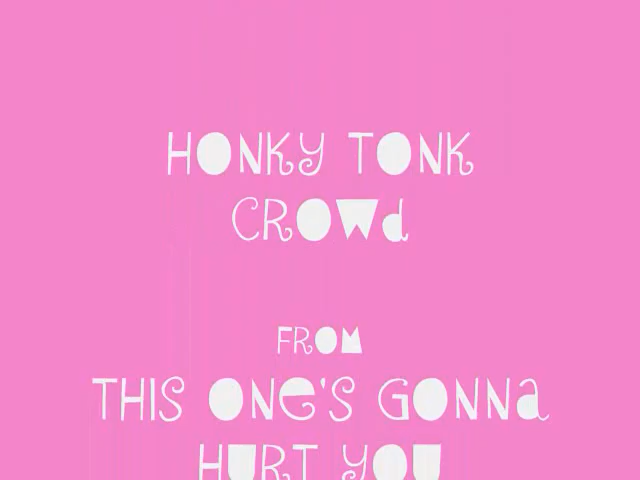 HONKY TONK
CROWd
FROM
THIS ONe'S GONNa
HURT YOU